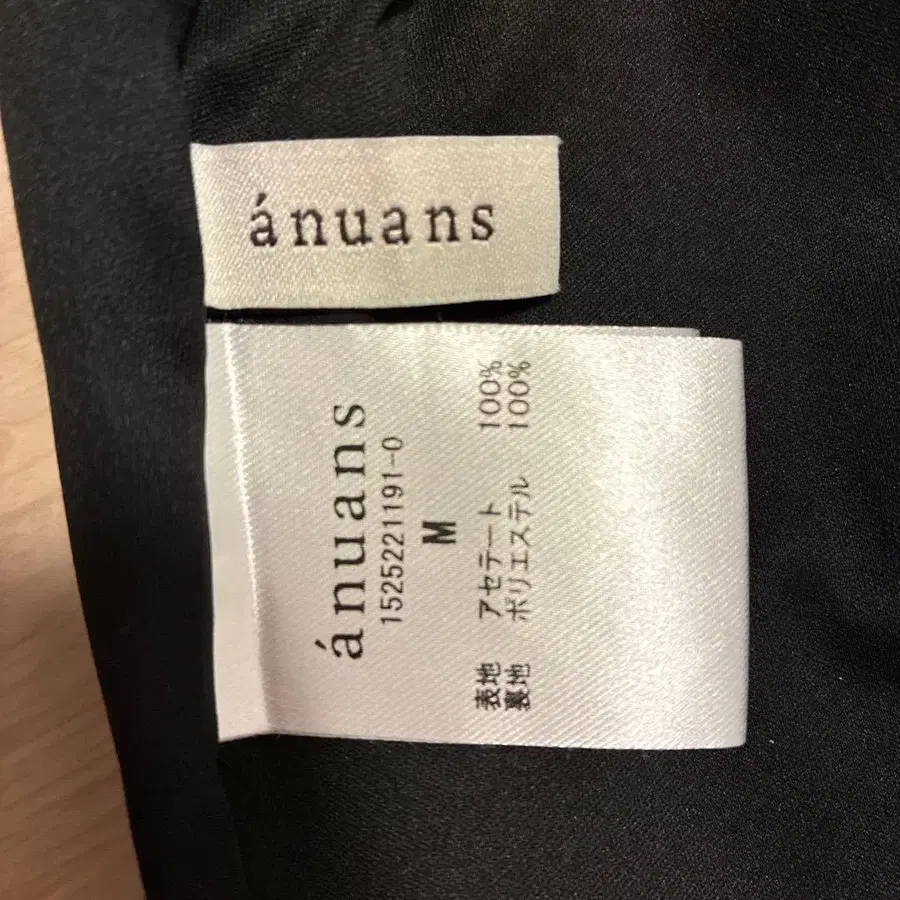 ánuans
ánuans
1525221191-0
M
表地 アセテート 100%
裏地 ポリエステル 100%